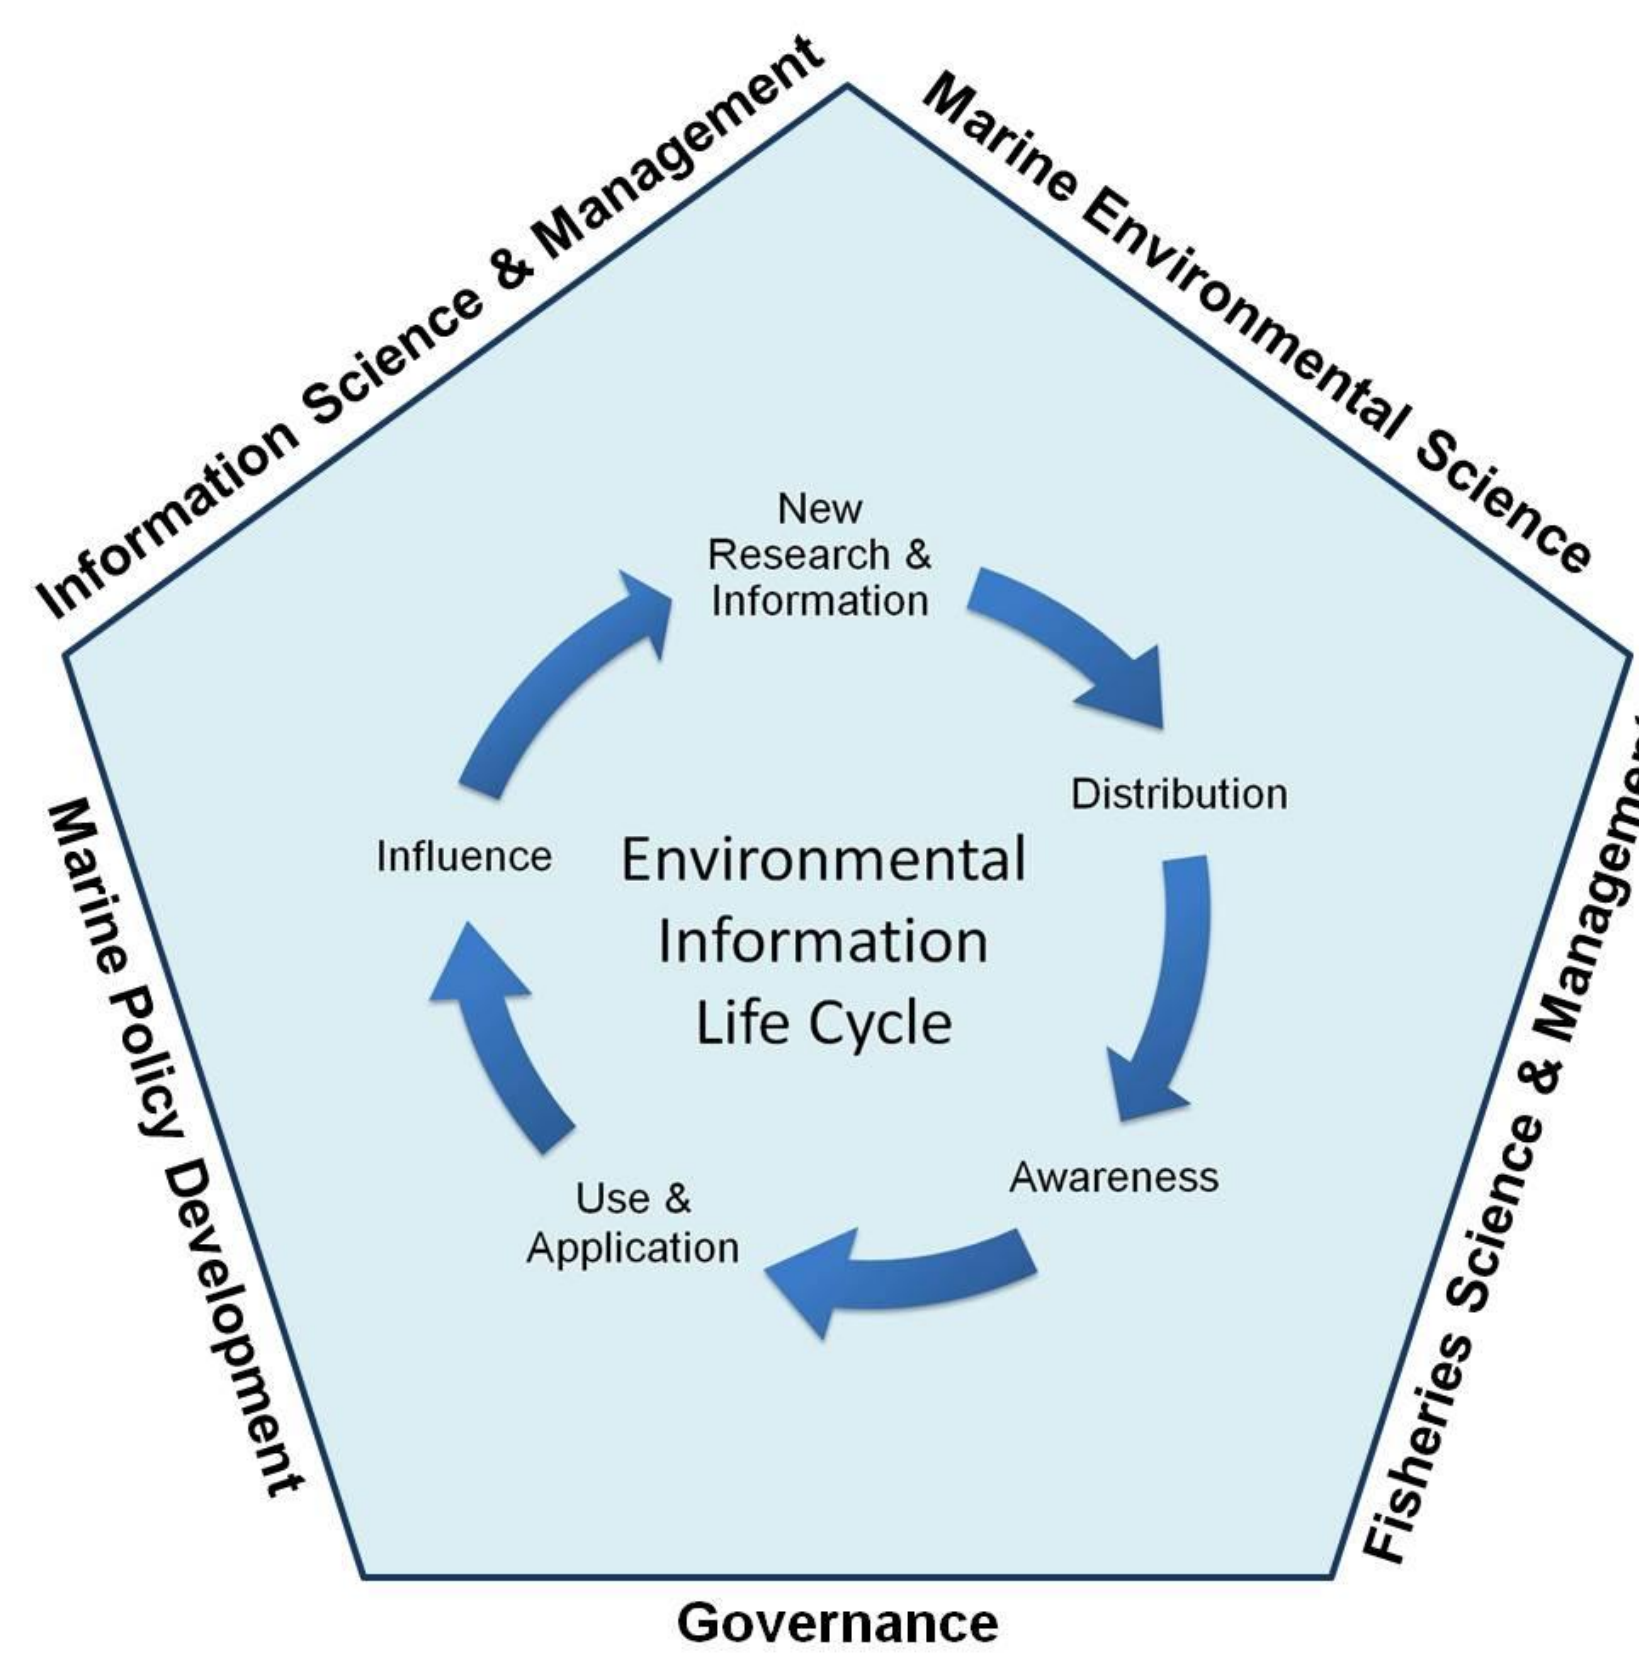 Information Science & Management
Marine Environmental Science
New
Research &
Information
Distribution
Influence
Environmental
Information
Life Cycle
Awareness
Use &
Application
Marine Policy Development
Fisheries Science & Management
Governance